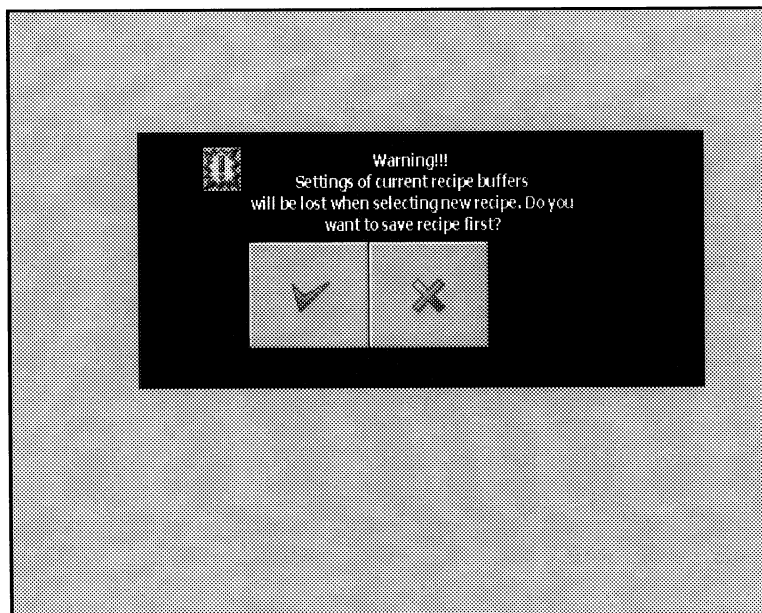 Warning!!!
Settings of current recipe buffers
will be lost when selecting new recipe. Do you
want to save recipe first?